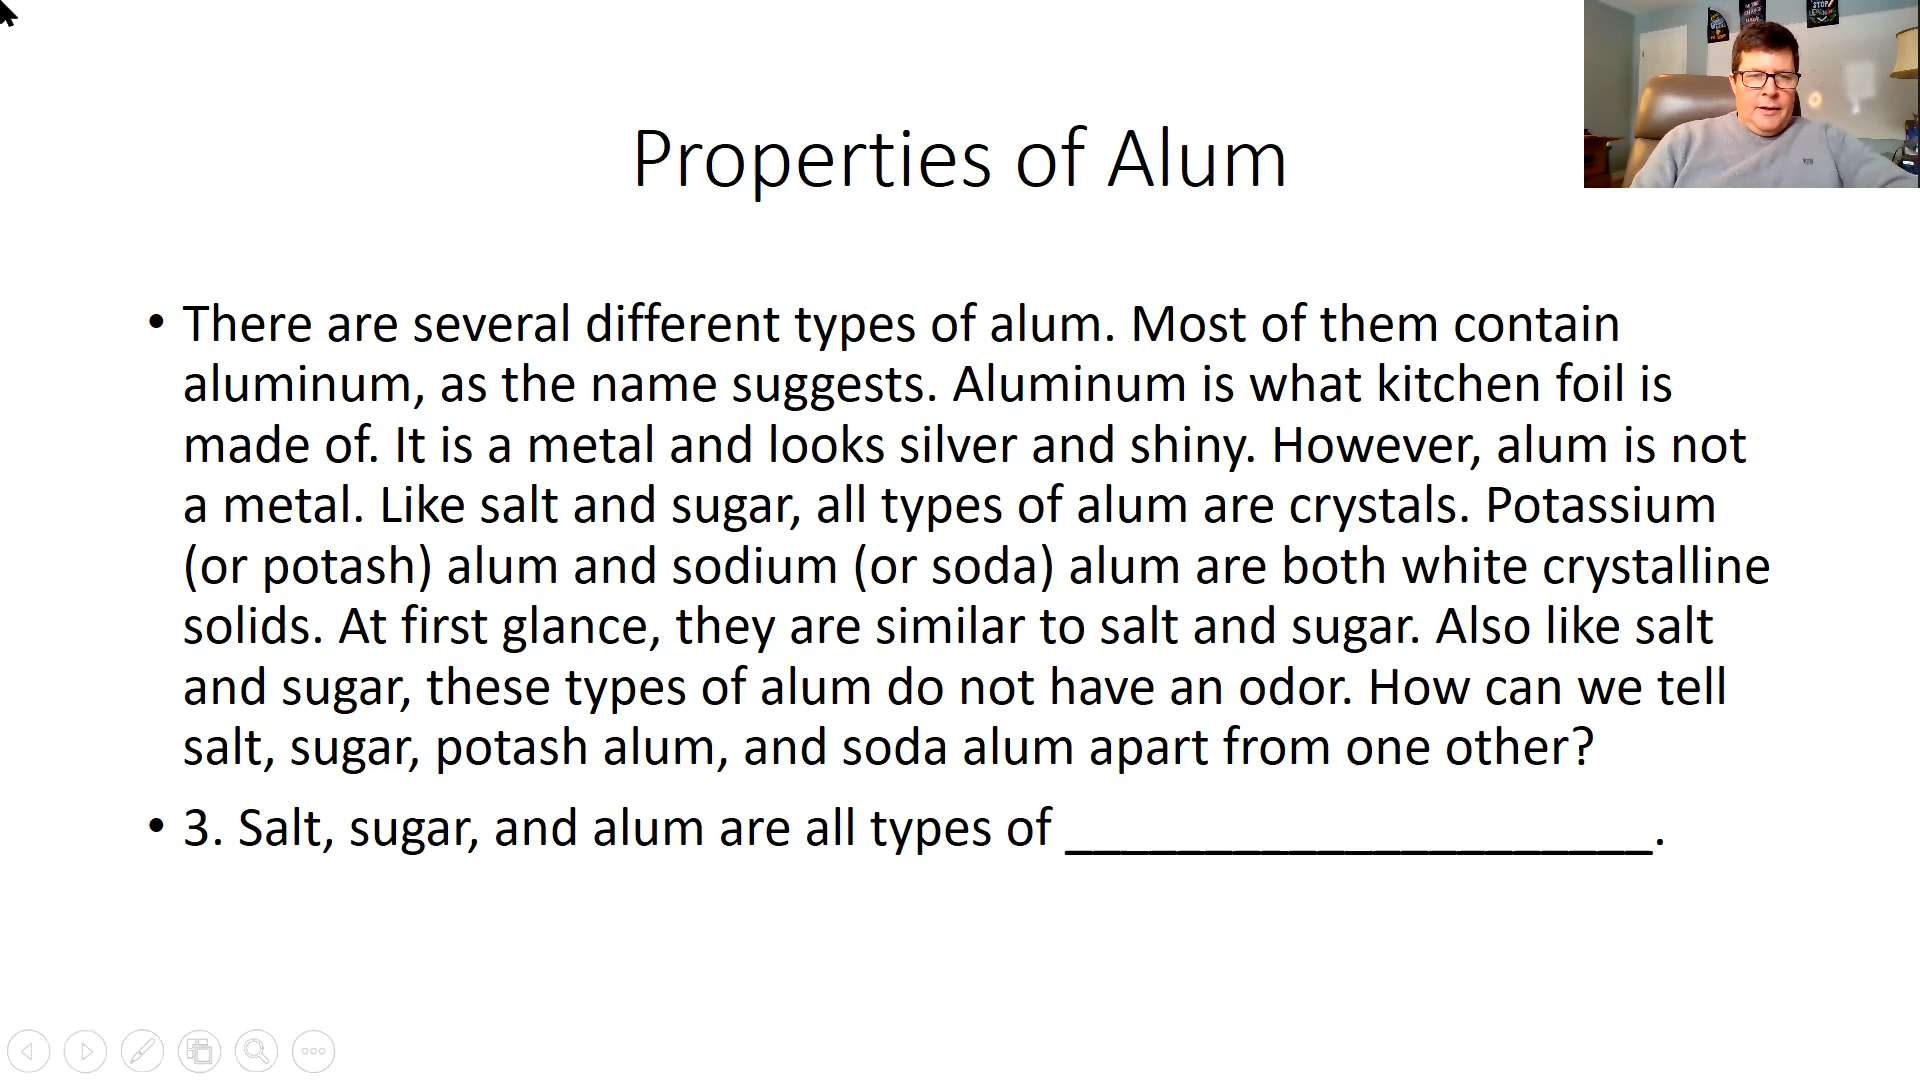 Properties of Alum
• There are several different types of alum. Most of them contain
aluminum, as the name suggests. Aluminum is what kitchen foil is
made of. It is a metal and looks silver and shiny. However, alum is not
a metal. Like salt and sugar, all types of alum are crystals. Potassium
(or potash) alum and sodium (or soda) alum are both white crystalline
solids. At first glance, they are similar to salt and sugar. Also like salt
and sugar, these types of alum do not have an odor. How can we tell
salt, sugar, potash alum, and soda alum apart from one other?
• 3. Salt, sugar, and alum are all types of _____________________.
STOP